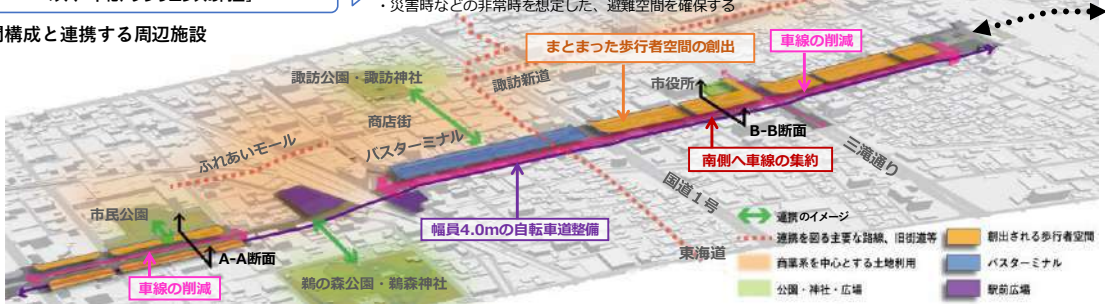 ・災害時などの非常時を想定した、避難空間を確保する
構成と連携する周辺施設
まとまった歩行者空間の創出
車線の削減
諏訪公園・諏訪神社
諏訪新道
市役所
商店街
バスターミナル
B-B断面
ふれあいモール
三滝通り
南側へ車線の集約
国道1号
市民公園
幅員4.0mの自転車道整備
東海道
A-A断面
車線の削減
鵜の森公園・鵜森神社
連携のイメージ
連携を図る主要な路線、旧街道等
商業系を中心とする土地利用
公園・神社・広場
創出される歩行者空間
バスターミナル
駅前広場